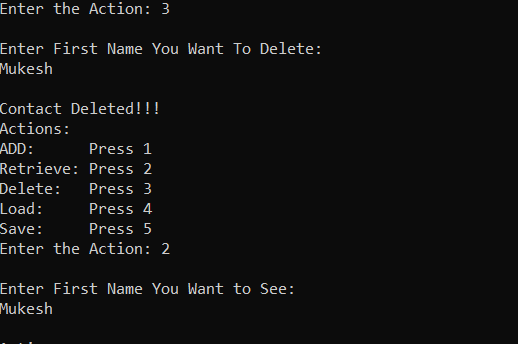 Enter the Action: 3
Enter First Name You Want To Delete:
Mukesh
Contact Deleted!!!
Actions:
ADD:      Press 1
Retrieve: Press 2
Delete:   Press 3
Load:     Press 4
Save:     Press 5
Enter the Action: 2
Enter First Name You Want to See:
Mukesh